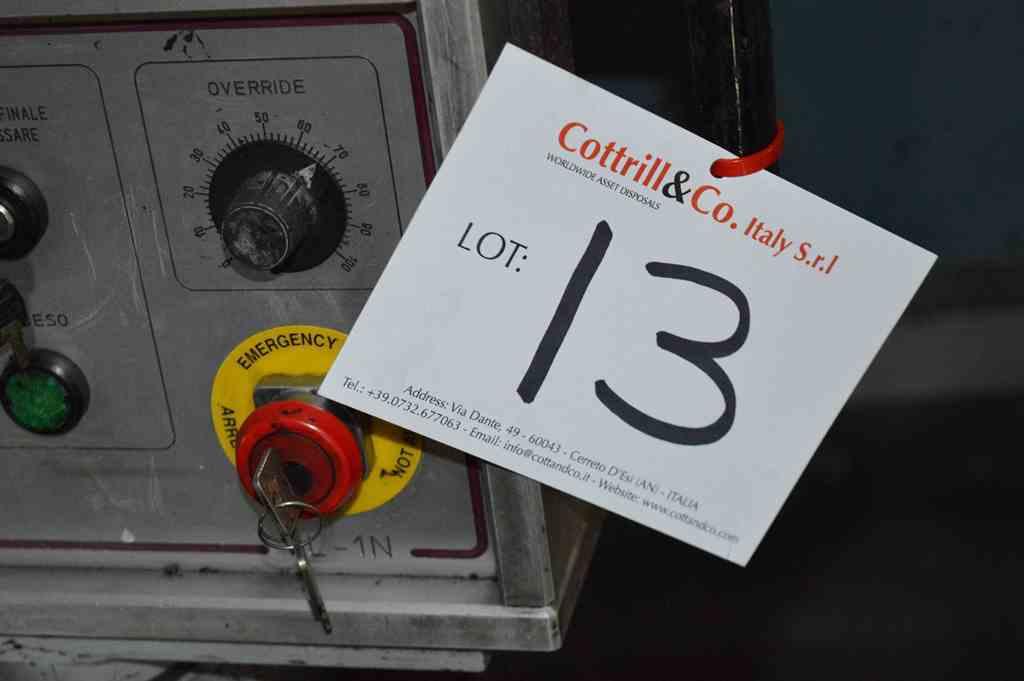 FINALE
SSARE
OVERRIDE
20
30
40
50
60
70
80
90
100
ESO
EMERGENCY
NOT
-1N
Cottrill&Co. Italy S.r.l
WORLDWIDE ASSET DISPOSALS
LOT: 13
Address: Via Dante, 49 - 60043 - Cerreto D'Esi (AN) - ITALIA
Tel.: +39.0732.677063 - Email: info@cottandco.it - Website: www.cottandco.com